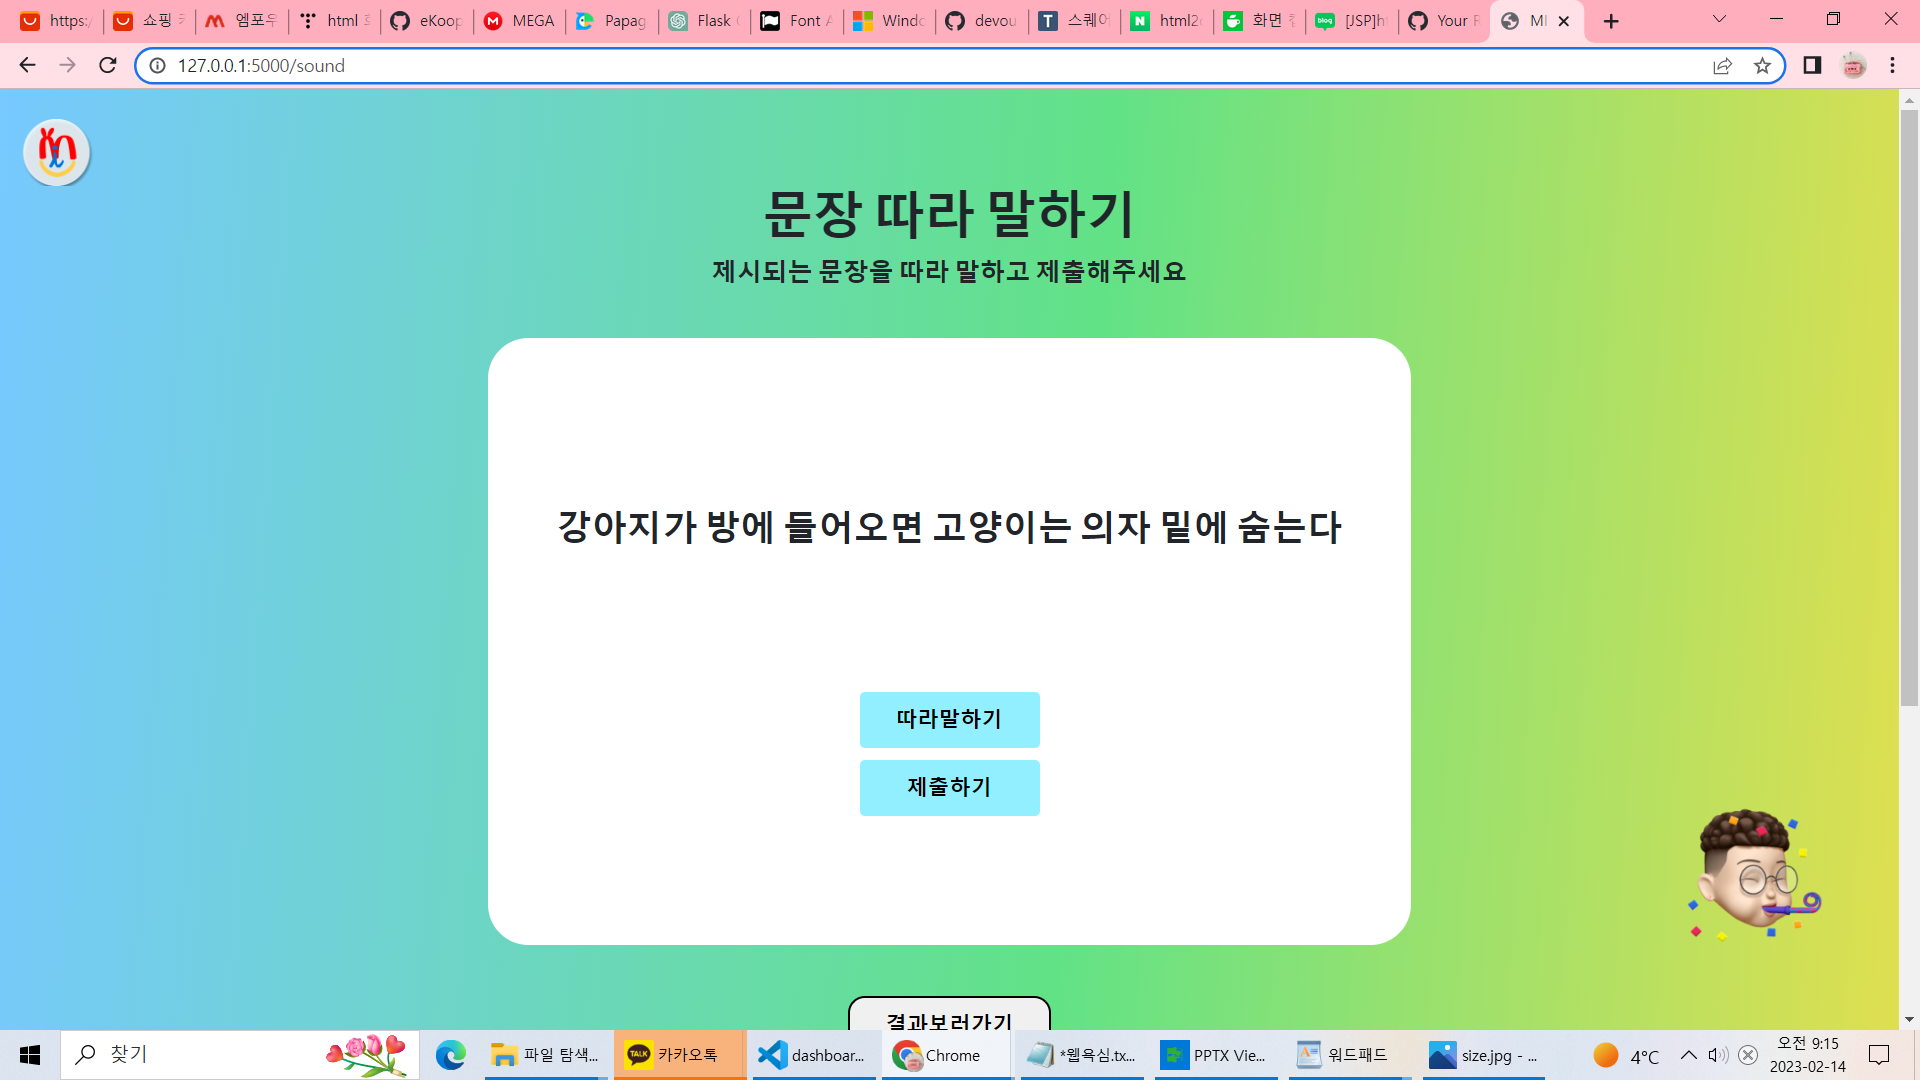 https:/
쇼핑
엠포우
html
eKoop
MEGA
Papag
Flask
Font A
Windo
devou
스퀘어
html2
화면
[JSP]h
Your R
127.0.0.1:5000/sound
문장 따라 말하기
제시되는 문장을 따라 말하고 제출해주세요
강아지가 방에 들어오면 고양이는 의자 밑에 숨는다
따라말하기
제출하기
결과보러가기
찾기
파일 탐색...
TALK
카카오톡
dashboar...
Chrome
*웹욕심.tx...
PPTX Vie...
워드패드
size.jpg - ...
4°C
오전 9:15
2023-02-14